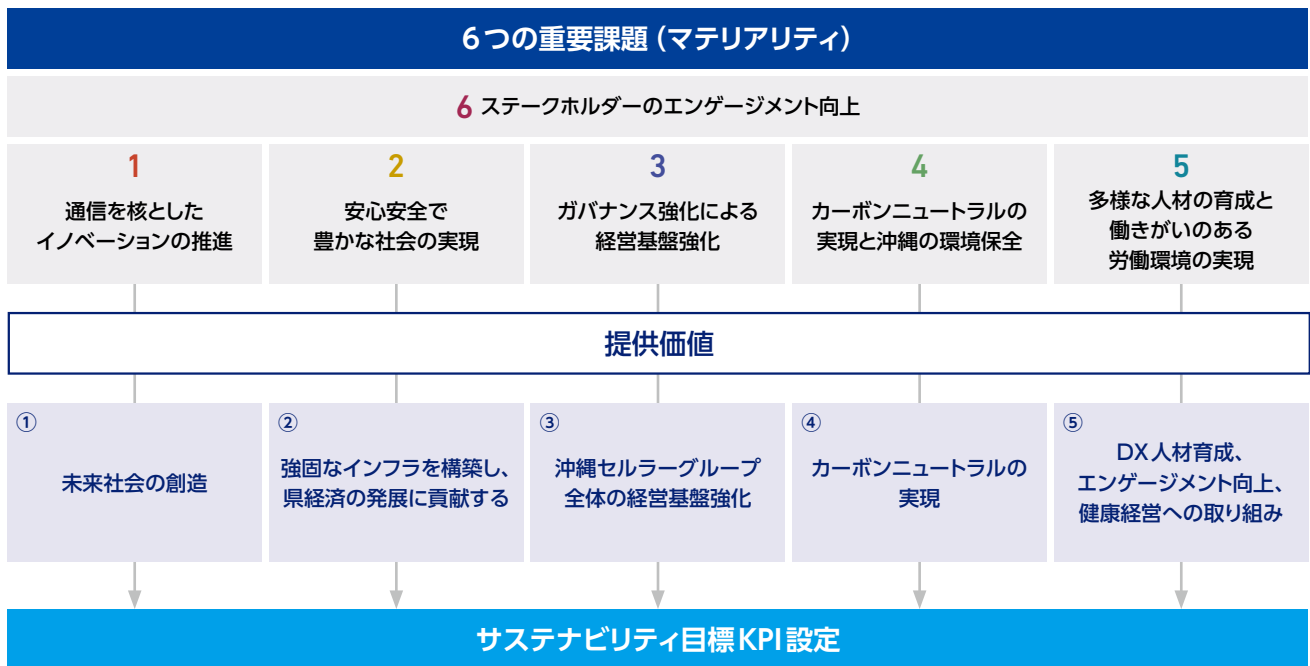 6つの重要課題（マテリアリティ）
6 ステークホルダーのエンゲージメント向上
1
通信を核とした
イノベーションの推進
2
安心安全で
豊かな社会の実現
3
ガバナンス強化による
経営基盤強化
4
カーボンニュートラルの
実現と沖縄の環境保全
5
多様な人材の育成と
働きがいのある
労働環境の実現
提供価値
①
未来社会の創造
②
強固なインフラを構築し、
県経済の発展に貢献する
③
沖縄セルラーグループ
全体の経営基盤強化
④
カーボンニュートラルの
実現
⑤
DX人材育成、
エンゲージメント向上、
健康経営への取り組み
サステナビリティ目標KPI設定